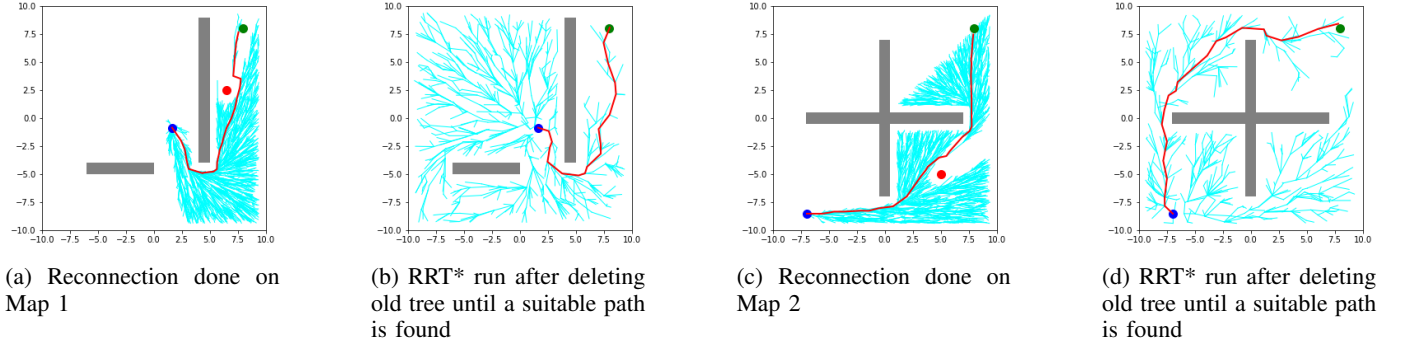 10.0
7.5
5.0
2.5
0.0
−2.5
−5.0
−7.5
−10.0
−10.0 −7.5 −5.0 −2.5 0.0 2.5 5.0 7.5 10.0
(a) Reconnection done on
Map 1
10.0
7.5
5.0
2.5
0.0
−2.5
−5.0
−7.5
−10.0
−10.0 −7.5 −5.0 −2.5 0.0 2.5 5.0 7.5 10.0
(b) RRT* run after deleting
old tree until a suitable path
is found
10.0
7.5
5.0
2.5
0.0
−2.5
−5.0
−7.5
−10.0
−10.0 −7.5 −5.0 −2.5 0.0 2.5 5.0 7.5 10.0
(c) Reconnection done on
Map 2
10.0
7.5
5.0
2.5
0.0
−2.5
−5.0
−7.5
−10.0
−10.0 −7.5 −5.0 −2.5 0.0 2.5 5.0 7.5 10.0
(d) RRT* run after deleting
old tree until a suitable path
is found